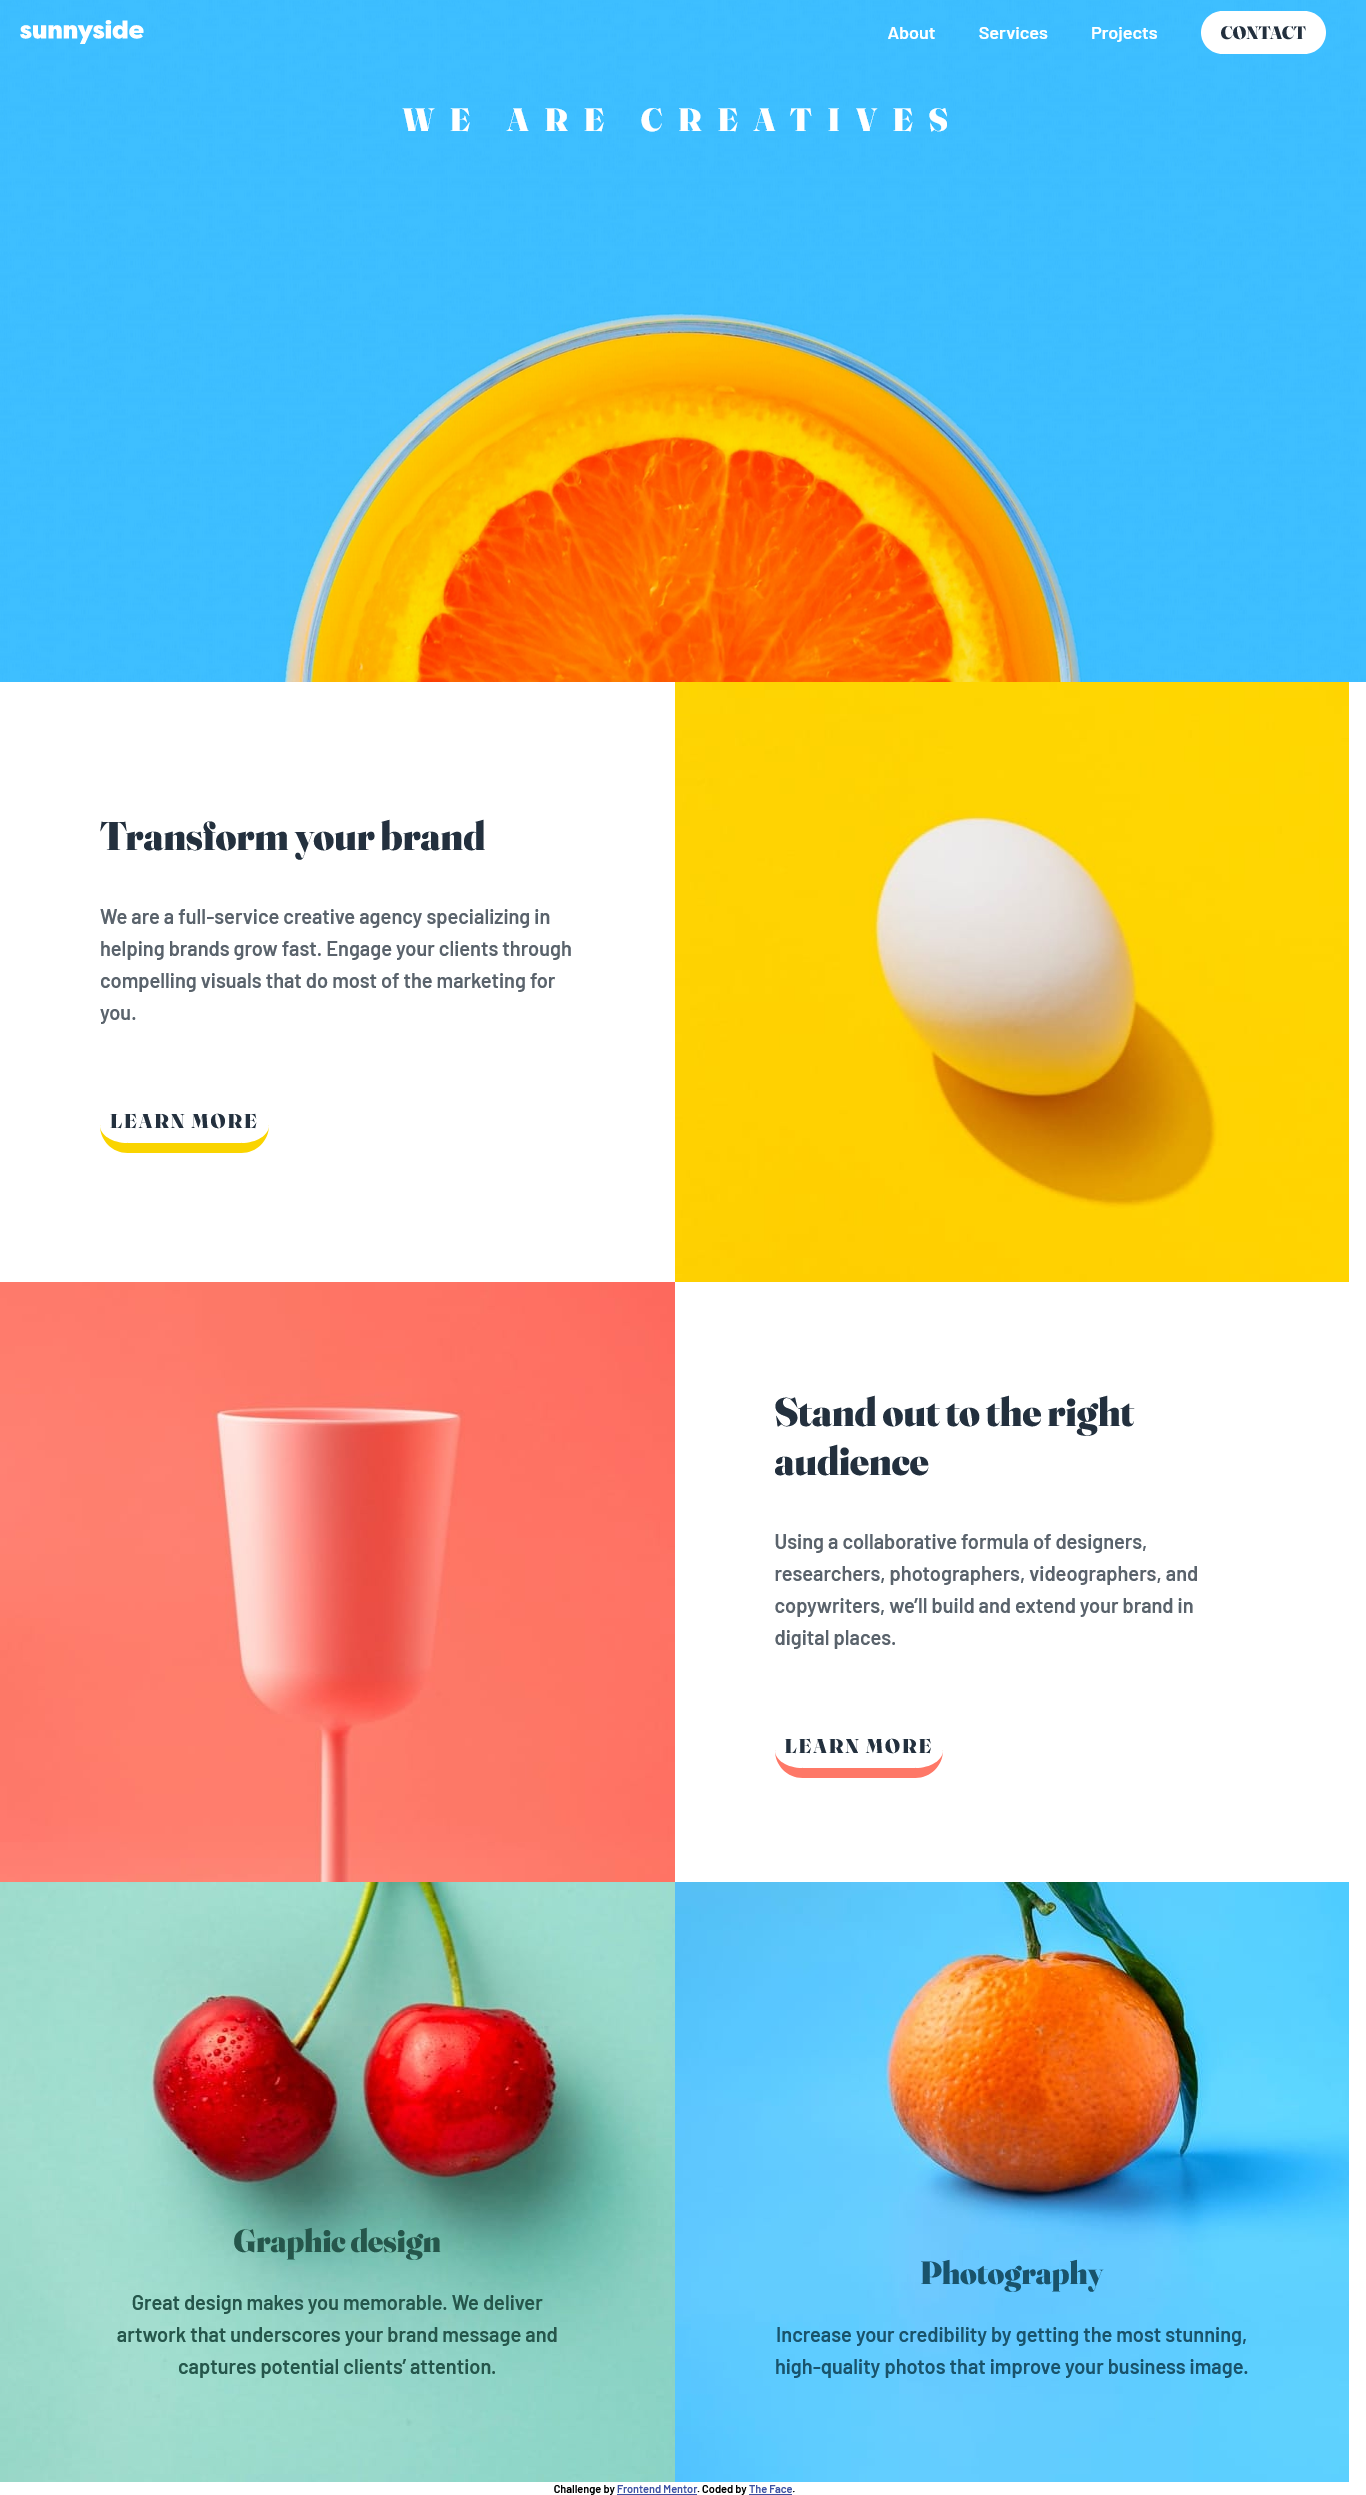 sunnyside
About Services Projects CONTACT
WE ARE CREATIVES
Transform your brand
We are a full-service creative agency specializing in
helping brands grow fast. Engage your clients through
compelling visuals that do most of the marketing for
you.
LEARN MORE
Stand out to the right
audience
Using a collaborative formula of designers,
researchers, photographers, videographers, and
copywriters, we’ll build and extend your brand in
digital places.
LEARN MORE
Graphic design
Great design makes you memorable. We deliver
artwork that underscores your brand message and
captures potential clients’ attention.
Photography
Increase your credibility by getting the most stunning,
high-quality photos that improve your business image.
Challenge by Frontend Mentor. Coded by The Face.